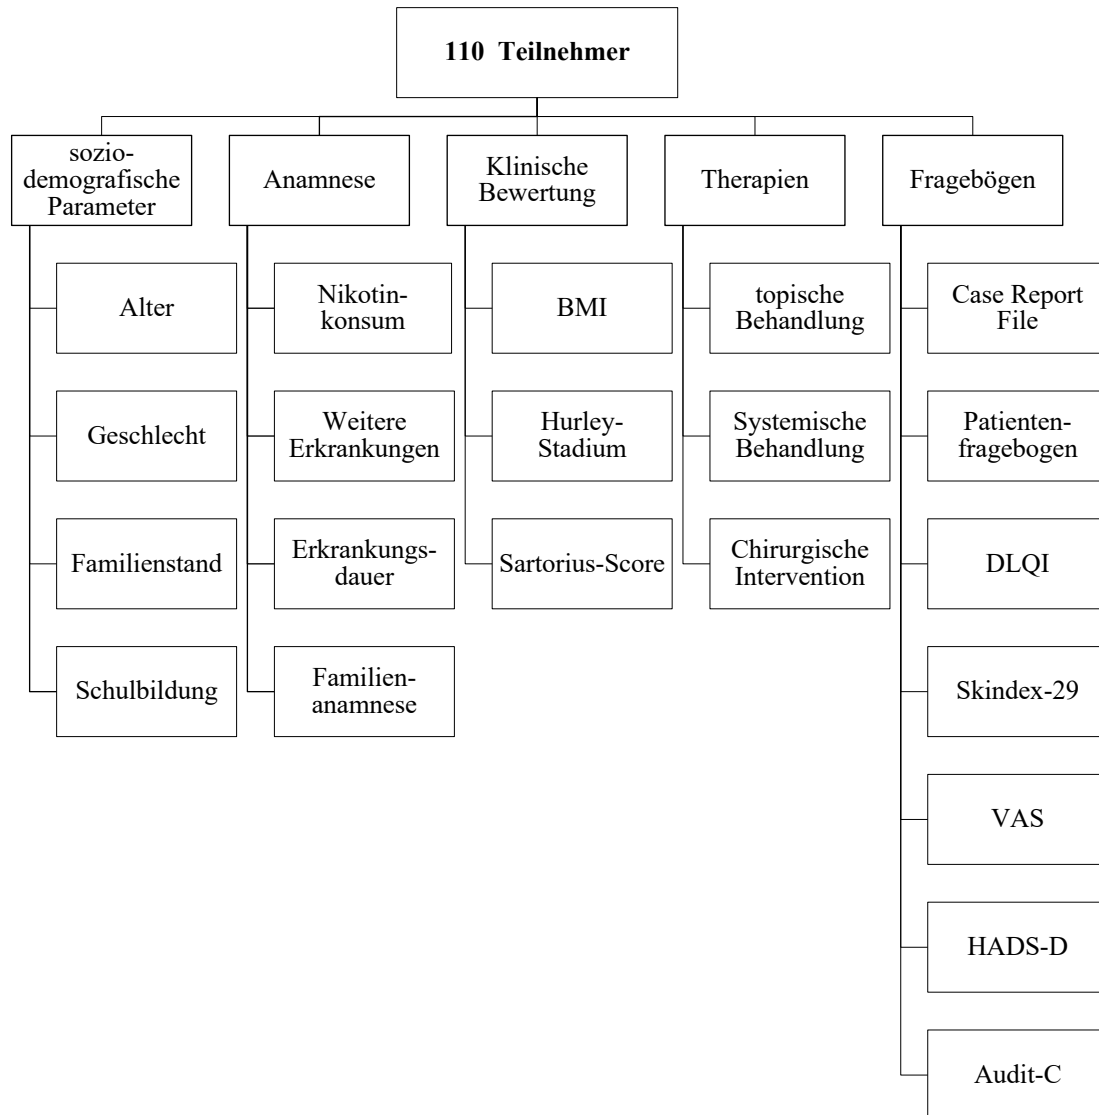 110 Teilnehmer
sozio-
demografische
Parameter
Anamnese
Klinische
Bewertung
Therapien
Fragebögen
Alter
Nikotin-
konsum
BMI
topische
Behandlung
Case Report
File
Geschlecht
Weitere
Erkrankungen
Hurley-
Stadium
Systemische
Behandlung
Patienten-
fragebogen
Familienstand
Erkrankungs-
dauer
Sartorius-Score
Chirurgische
Intervention
DLQI
Schulbildung
Familien-
anamnese
Skindex-29
VAS
HADS-D
Audit-C